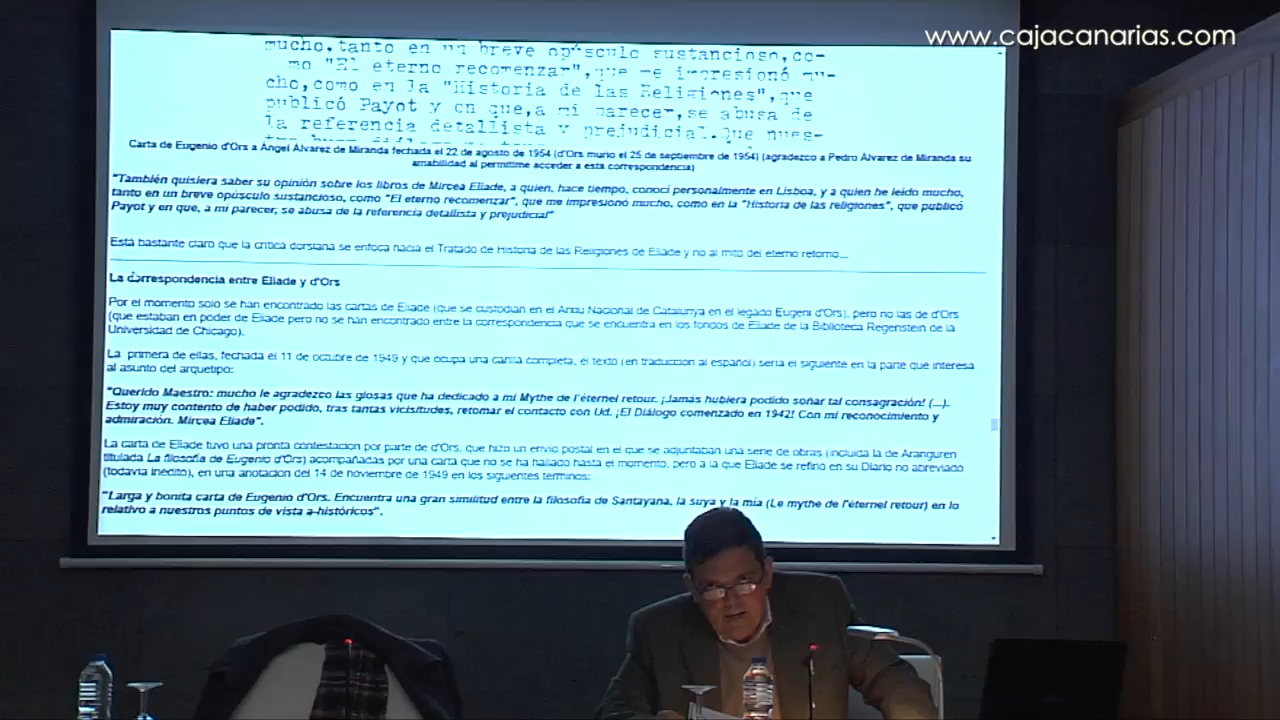 www.cajacanarias.com
mucho,tanto en un breve opúsculo sustancioso,co-
mo "El eterno recomenzar",que me impresionó mu-
cho,como en la "Historia de las Religiones",que
publicó Payot y en que,a mi parecer,se abusa de
la referencia detallista y prejudicial.Que nues-
Carta de Eugenio d'Ors a Ángel Álvarez de Miranda fechada el 22 de agosto de 1954 (d'Ors murió el 25 de septiembre de 1954) (agradezco a Pedro Álvarez de Miranda su
amabilidad al permitirme acceder a esta correspondencia)
"También quisiera saber su opinión sobre los libros de Mircea Eliade, a quien, hace tiempo, conocí personalmente en Lisboa, y a quien he leído mucho,
tanto en un breve opúsculo sustancioso, como "El eterno recomenzar", que me impresionó mucho, como en la "Historia de las religiones", que publicó
Payot y en que, a mi parecer, se abusa de la referencia detallista y prejudicial"
Está bastante claro que la crítica dorsiana se enfoca hacia el Tratado de Historia de las Religiones de Eliade y no al mito del eterno retorno...
La correspondencia entre Eliade y d'Ors
Por el momento solo se han encontrado las cartas de Eliade (que se custodian en el Arxiu Nacional de Catalunya en el legado Eugeni d'Ors), pero no las de d'Ors
(que estaban en poder de Eliade pero no se han encontrado entre la correspondencia que se encuentra en los fondos de Eliade de la Biblioteca Regenstein de la
Universidad de Chicago).
La primera de ellas, fechada el 11 de octubre de 1949 y que ocupa una carilla completa, el texto (en traducción al español) sería el siguiente en la parte que interesa
al asunto del arquetipo:
"Querido Maestro: mucho le agradezco las glosas que ha dedicado a mi Mythe de l'éternel retour. ¡Jamás hubiera podido soñar tal consagración! (...).
Estoy muy contento de haber podido, tras tantas vicisitudes, retomar el contacto con Ud. ¡El Diálogo comenzado en 1942! Con mi reconocimiento y
admiración. Mircea Eliade".
La carta de Eliade tuvo una pronta contestación por parte de d'Ors, que hizo un envío postal en el que se adjuntaban una serie de obras (incluida la de Aranguren
titulada La filosofía de Eugenio d'Ors) acompañadas por una carta que no se ha hallado hasta el momento, pero a la que Eliade se refirió en su Diario no abreviado
(todavía inédito), en una anotación del 14 de noviembre de 1949 en los siguientes términos:
"Larga y bonita carta de Eugenio d'Ors. Encuentra una gran similitud entre la filosofía de Santayana, la suya y la mía (Le mythe de l'éternel retour) en lo
relativo a nuestros puntos de vista a-históricos".